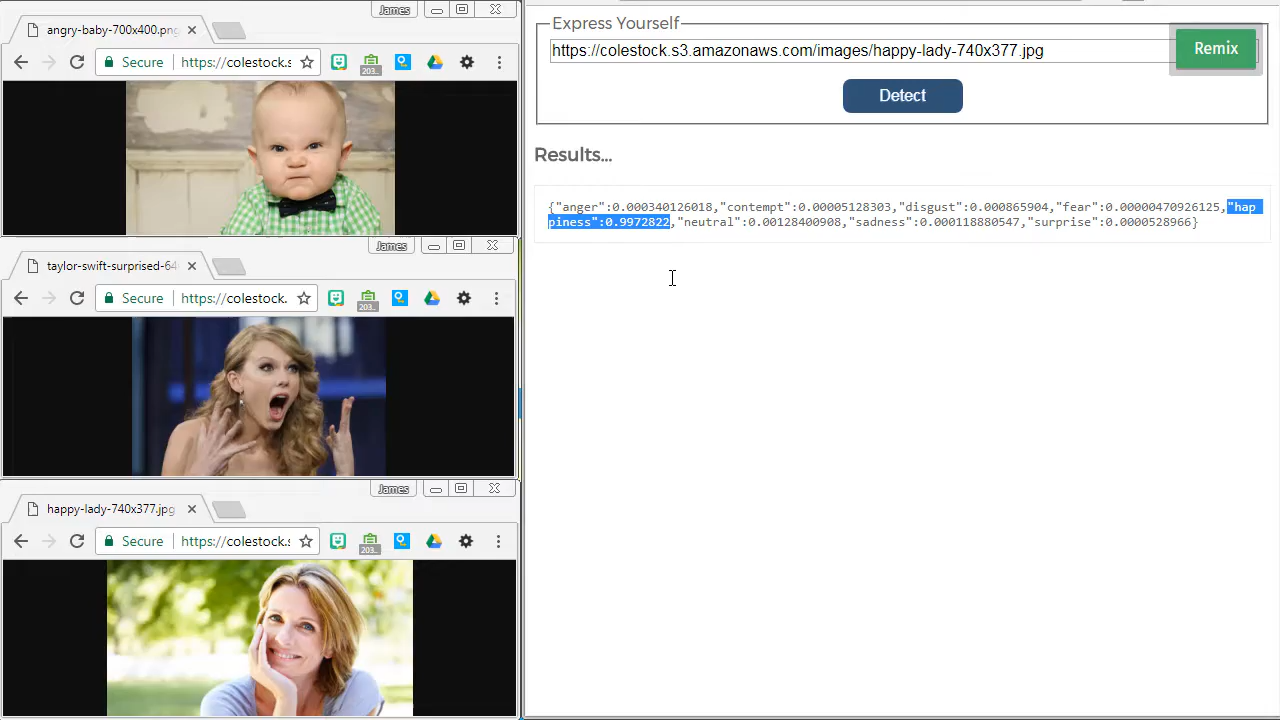 James
angry-baby-700x400.png
Secure
https://colestock.s
203..
James
taylor-swift-surprised-64
Secure
https://colestock.
203..
James
happy-lady-740x377.jpg
Secure
https://colestock.s
203..
Express Yourself
https://colestock.s3.amazonaws.com/images/happy-lady-740x377.jpg
Remix
Detect
Results...
{"anger":0.000340126018,"contempt":0.00005128303,"disgust":0.000865904,"fear":0.00000470926125,"hap
piness":0.9972822,"neutral":0.00128400908,"sadness":0.000118880547,"surprise":0.0000528966}